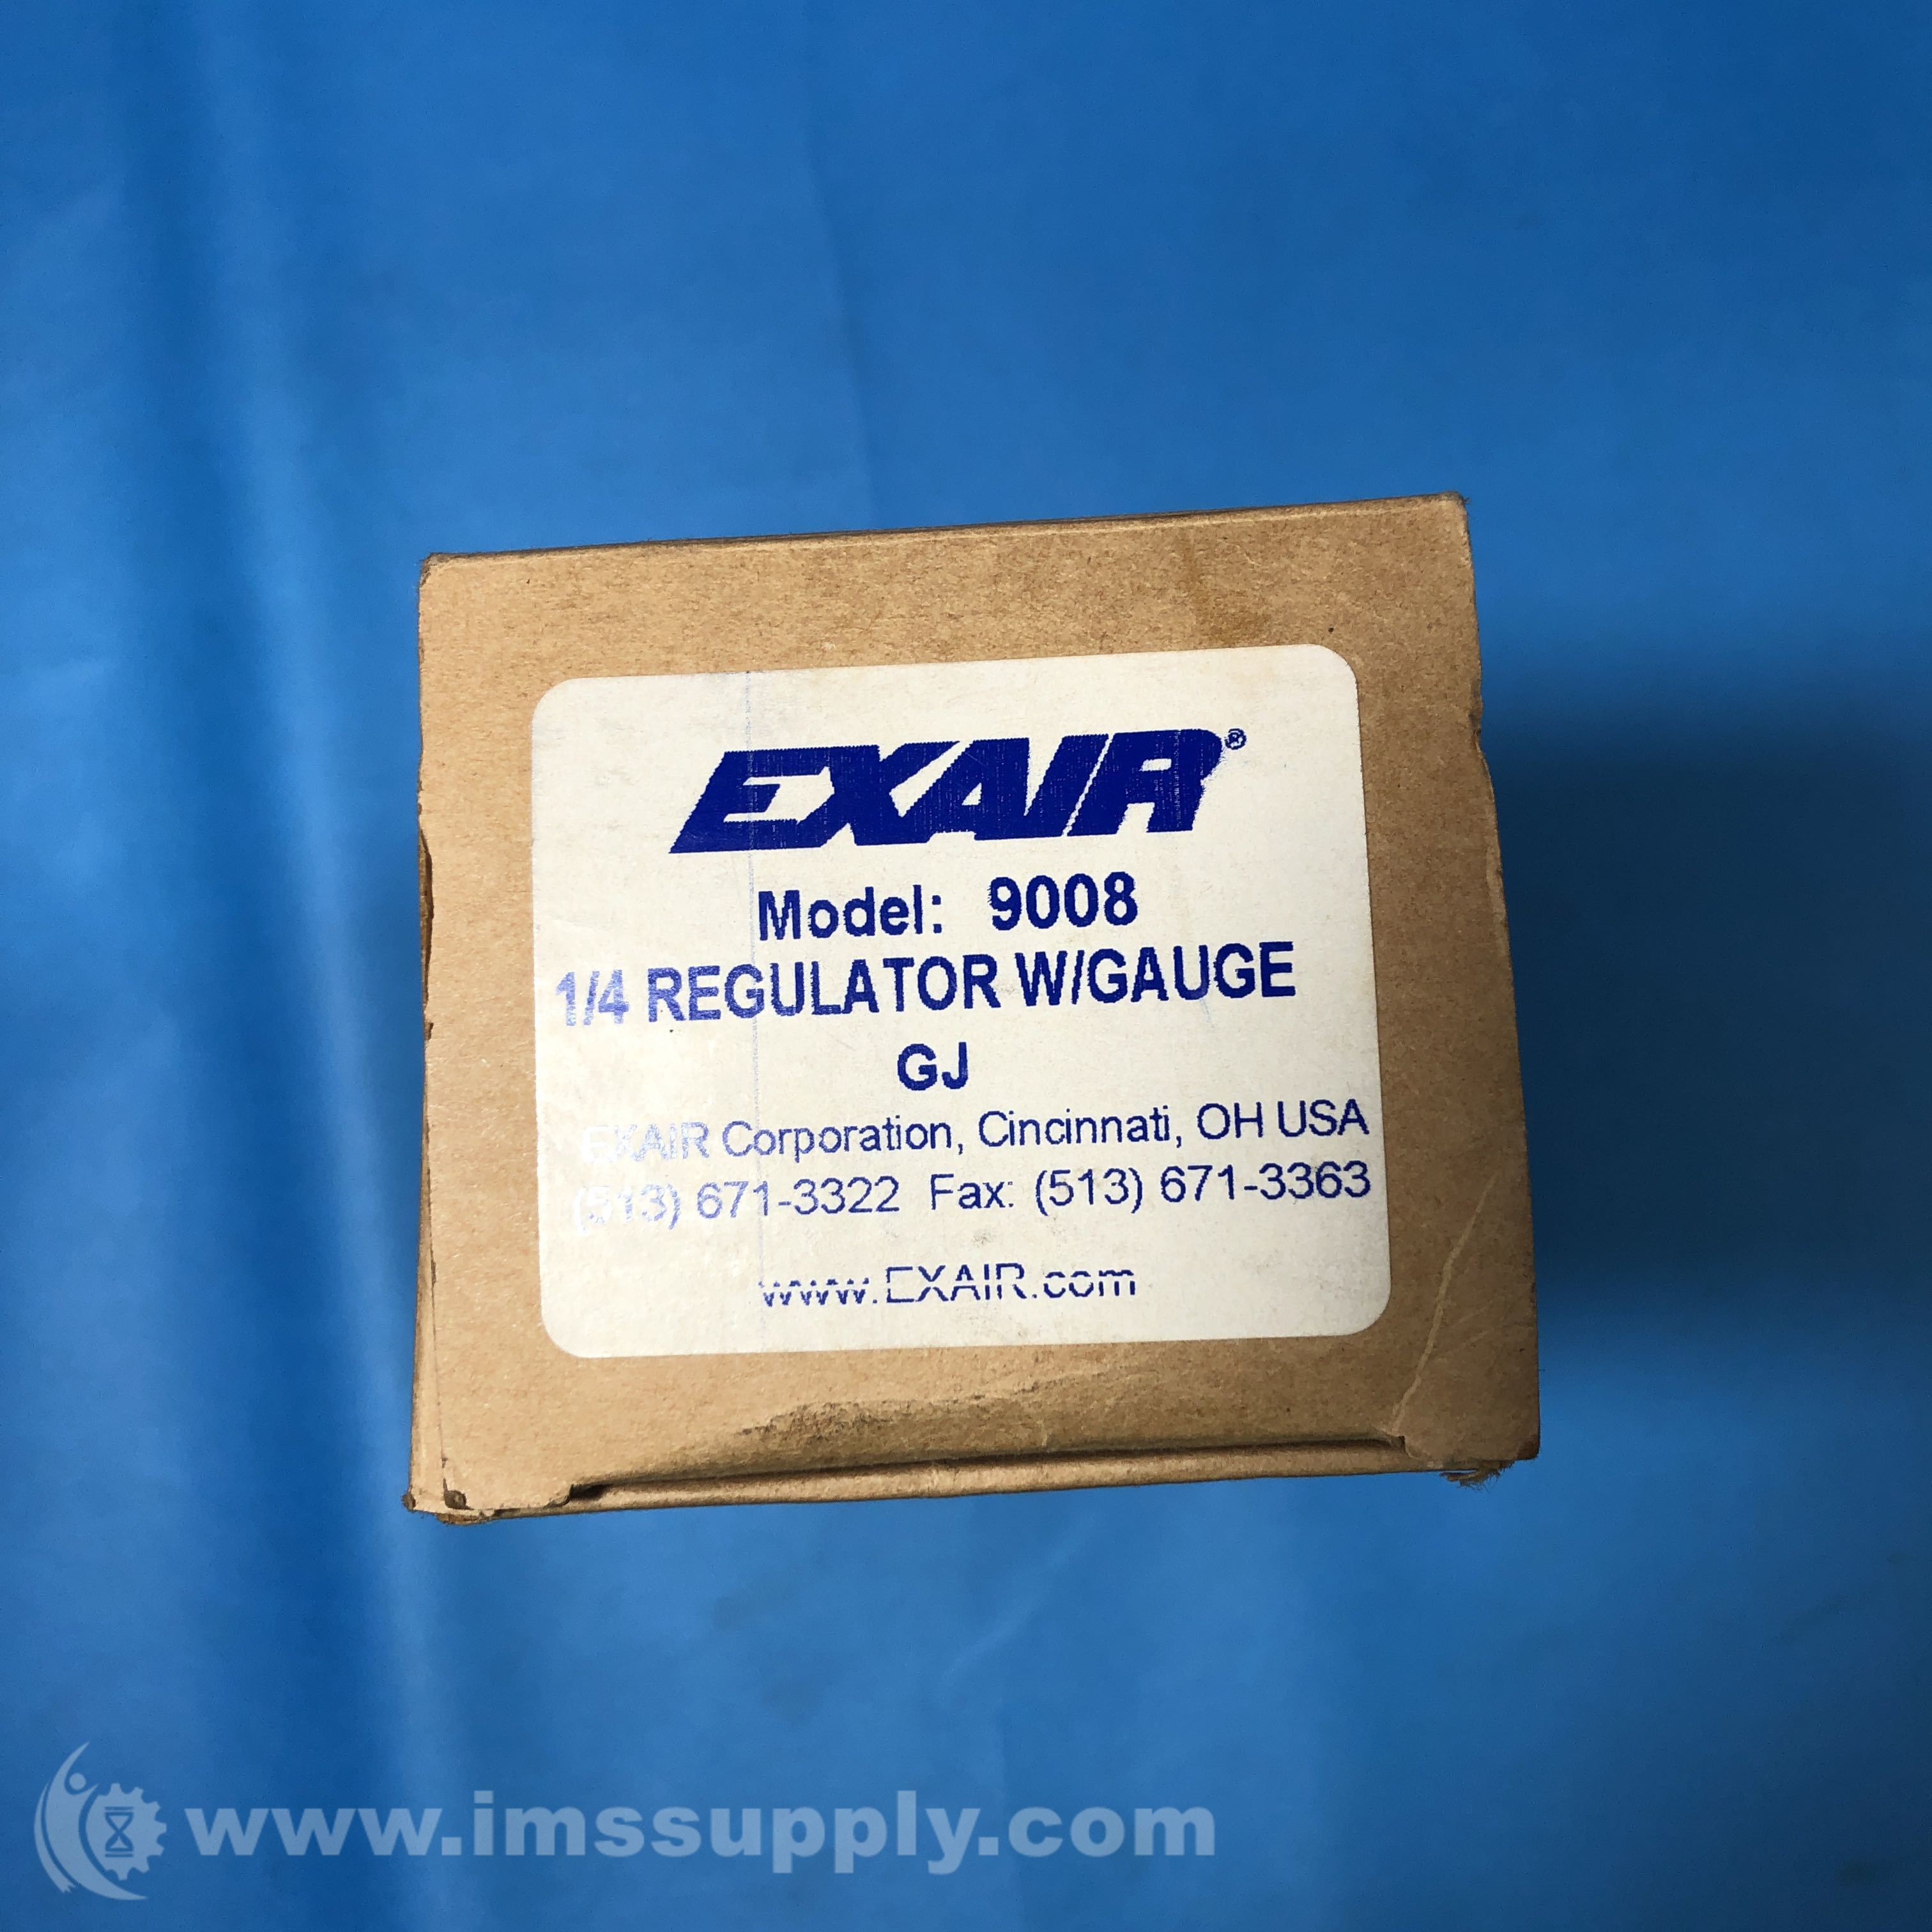 EXAIR®
Model: 9008
1/4 REGULATOR W/GAUGE
GJ
EXAIR Corporation, Cincinnati, OH USA
(513) 671-3322 Fax: (513) 671-3363
www.EXAIR.com
www.imssupply.com